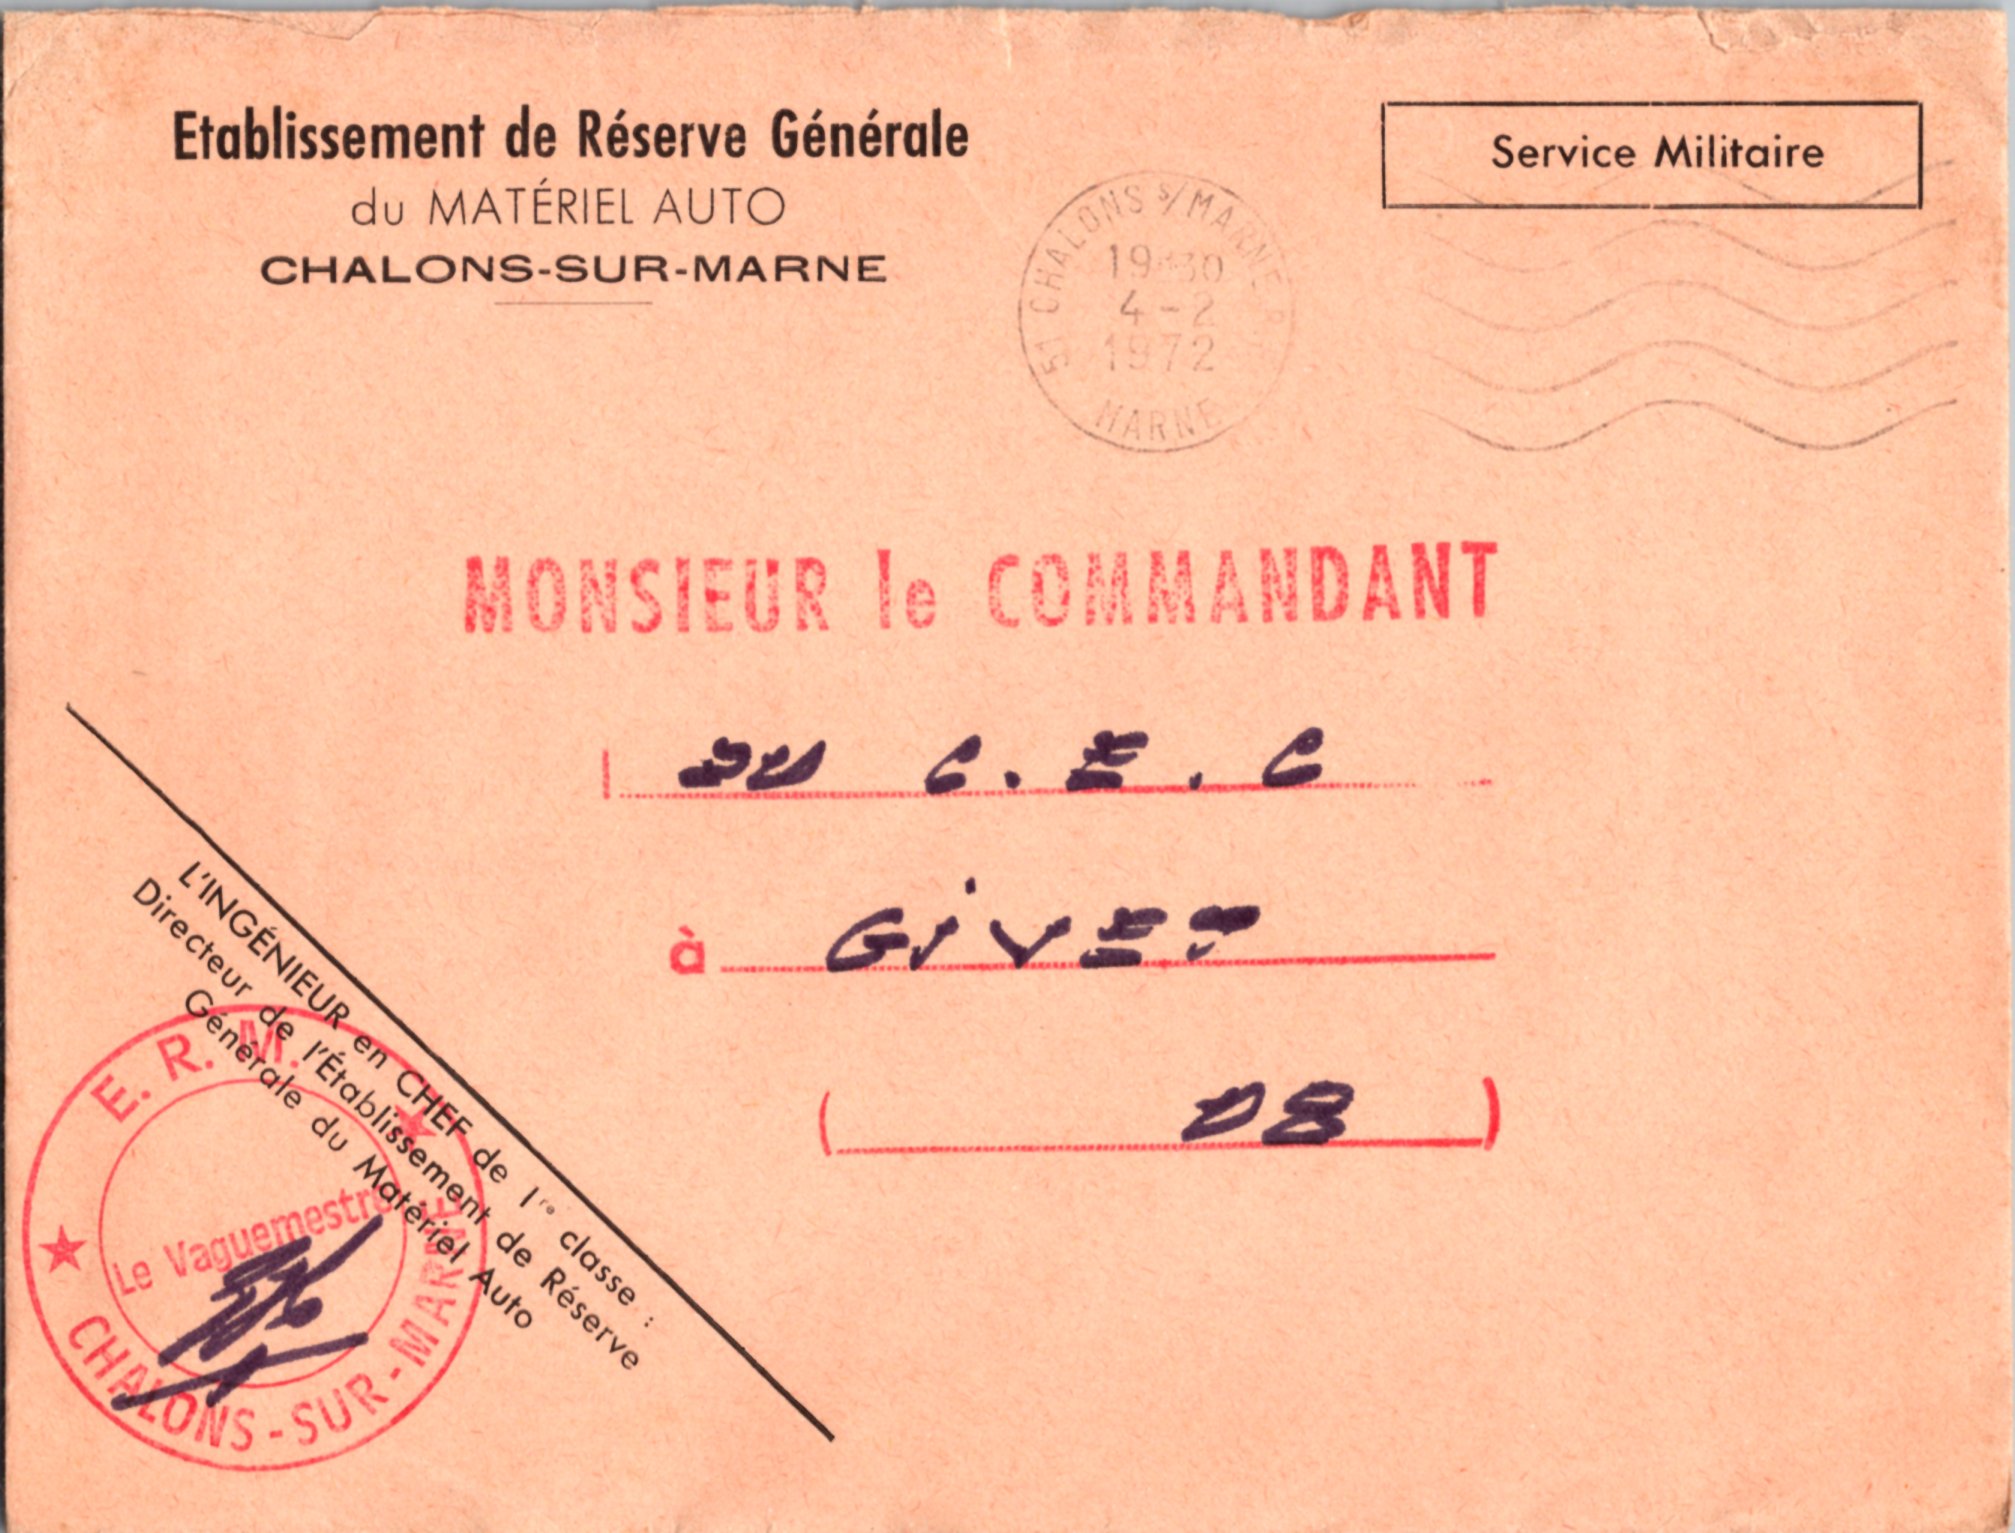 Etablissement de Réserve Générale
du MATÉRIEL AUTO
CHALONS-SUR-MARNE
Service Militaire
51 CHALONS S/MARNE
19 30
4-2
1972
MARNE
MONSIEUR le COMMANDANT
DU C.E.C
à GIVET
( 08 )
L'INGÉNIEUR en CHEF de 1re classe :
Directeur de l'Établissement de Réserve
Générale du Matériel Auto
E. R. M.
Le Vaguemestre
CHALONS-SUR-MARNE